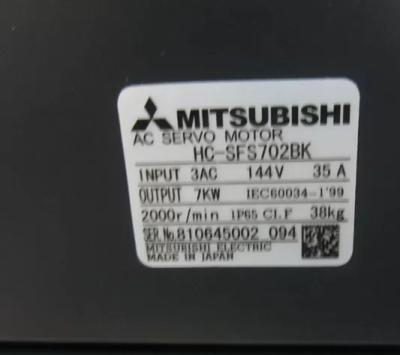 MITSUBISHI
AC SERVO MOTOR
HC-SFS702BK
INPUT 3AC 144V 35 A
OUTPUT 7KW IEC60034-1'99
2000r/min IP65 CI.F 38kg
SER.No.810645002 094
MITSUBISHI ELECTRIC
MADE IN JAPAN